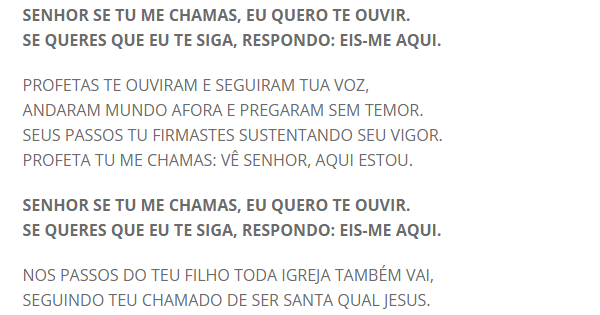 SENHOR SE TU ME CHAMAS, EU QUERO TE OUVIR.
SE QUERES QUE EU TE SIGA, RESPONDO: EIS-ME AQUI.
PROFETAS TE OUVIRAM E SEGUIRAM TUA VOZ,
ANDARAM MUNDO AFORA E PREGARAM SEM TEMOR.
SEUS PASSOS TU FIRMASTES SUSTENTANDO SEU VIGOR.
PROFETA TU ME CHAMAS: VÊ SENHOR, AQUI ESTOU.
SENHOR SE TU ME CHAMAS, EU QUERO TE OUVIR.
SE QUERES QUE EU TE SIGA, RESPONDO: EIS-ME AQUI.
NOS PASSOS DO TEU FILHO TODA IGREJA TAMBÉM VAI,
SEGUINDO TEU CHAMADO DE SER SANTA QUAL JESUS.